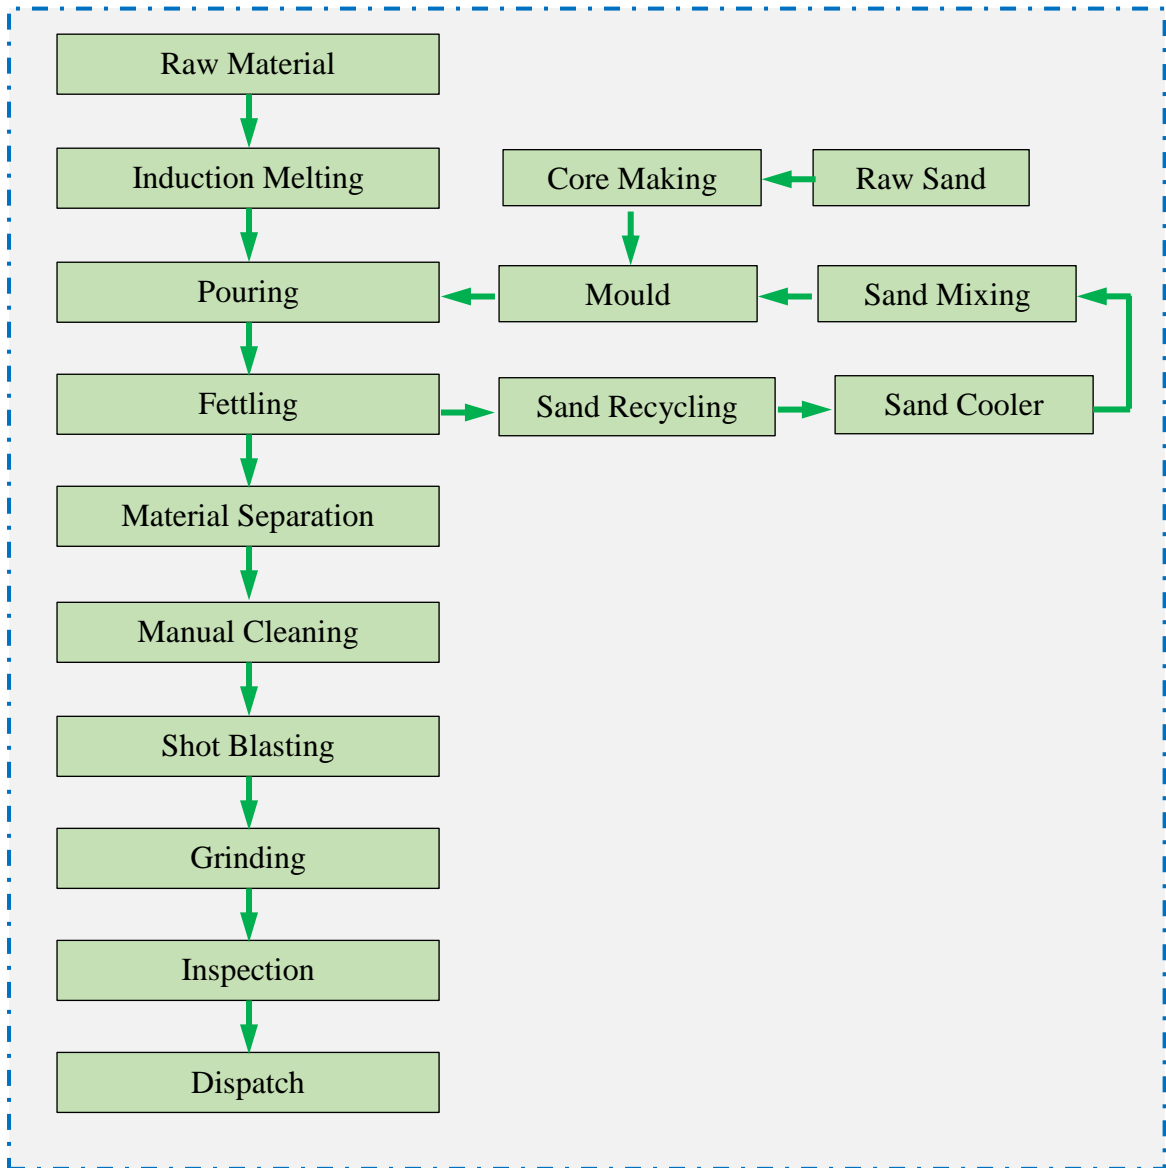 Raw Material
Induction Melting
Core Making
Raw Sand
Pouring
Mould
Sand Mixing
Fettling
Sand Recycling
Sand Cooler
Material Separation
Manual Cleaning
Shot Blasting
Grinding
Inspection
Dispatch